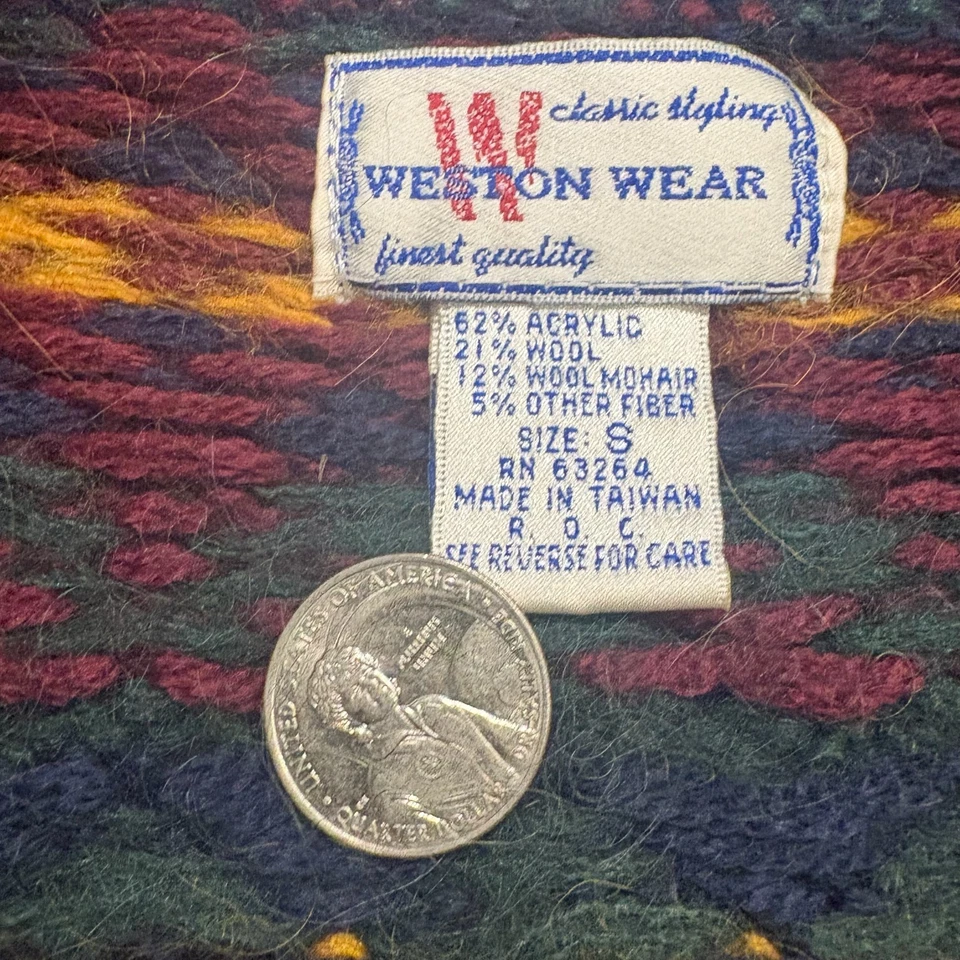 W classic styling
WESTON WEAR
finest quality
62% ACRYLIC
21% WOOL
12% WOOL MOHAIR
5% OTHER FIBER
SIZE: S
RN 63264
MADE IN TAIWAN
R. O. C.
SEE REVERSE FOR CARE
UNITED STATES OF AMERICA
QUARTER DOLLAR